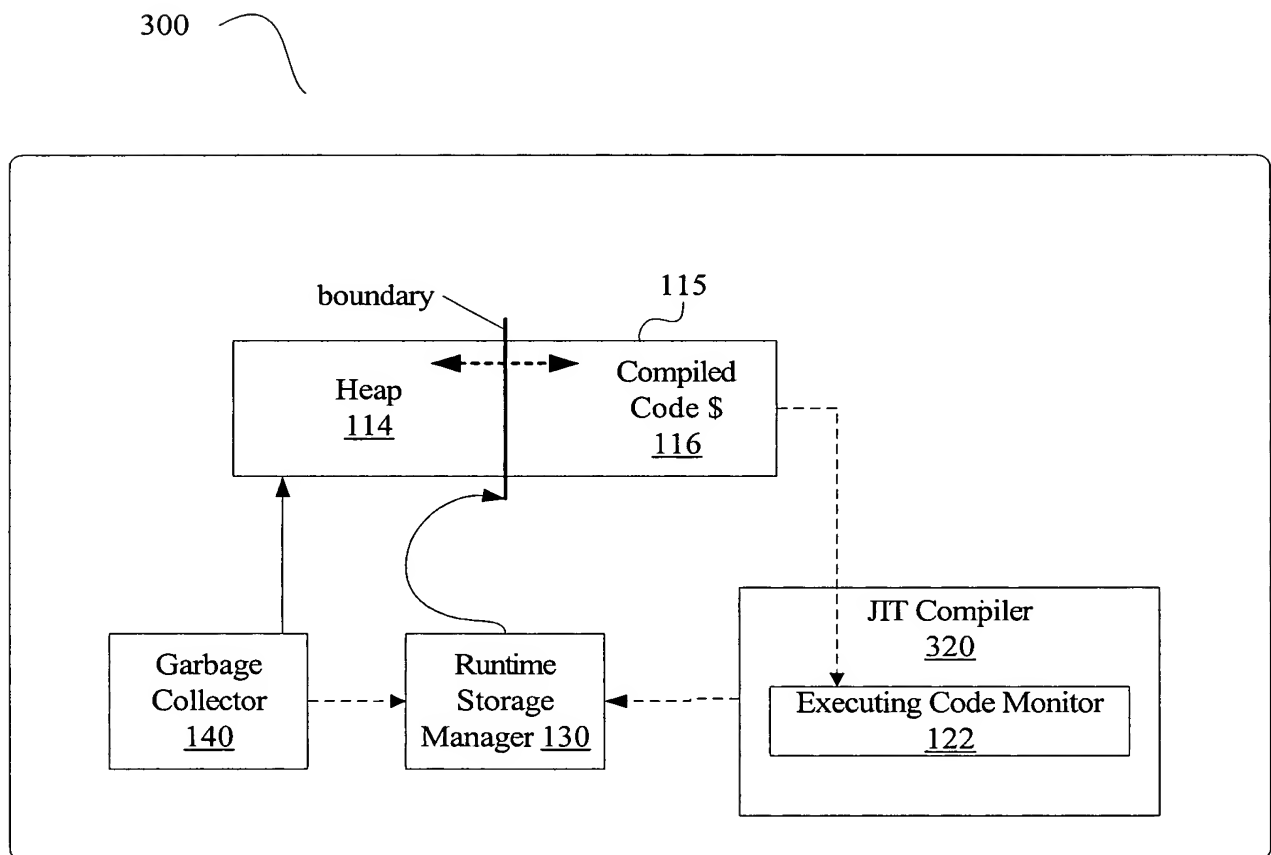 300
boundary
115
Heap
114
Compiled
Code $
116
JIT Compiler
320
Executing Code Monitor
122
Garbage
Collector
140
Runtime
Storage
Manager 130